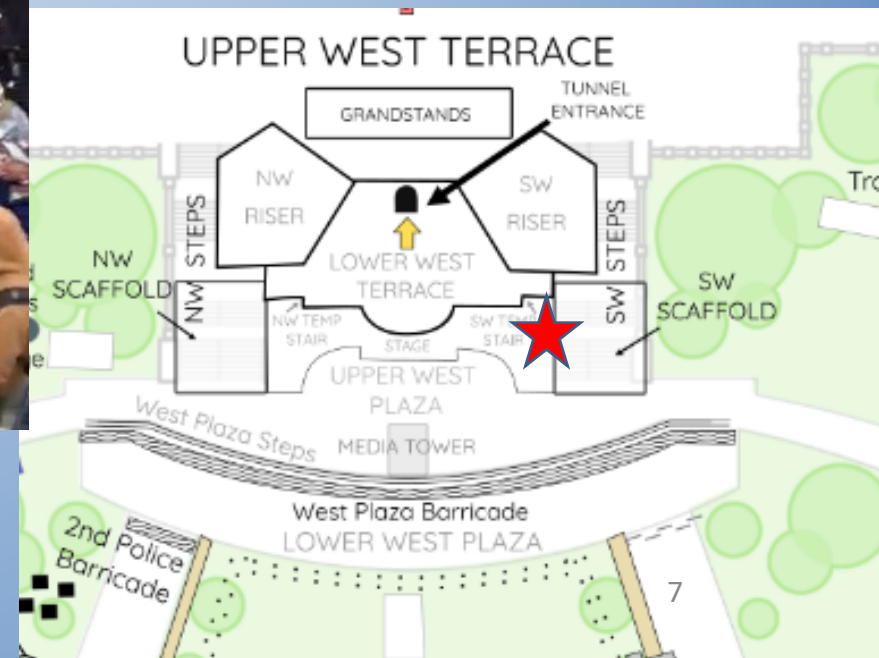 UPPER WEST TERRACE
TUNNEL
ENTRANCE
GRANDSTANDS
NW
RISER
SW
RISER
NW STEPS
SW STEPS
LOWER WEST
TERRACE
NW
SCAFFOLD
SW
SCAFFOLD
NW TEMP
STAIR
SW TEMP
STAIR
STAGE
UPPER WEST
PLAZA
West Plaza Steps
MEDIA TOWER
West Plaza Barricade
LOWER WEST PLAZA
2nd Police
Barricade
7